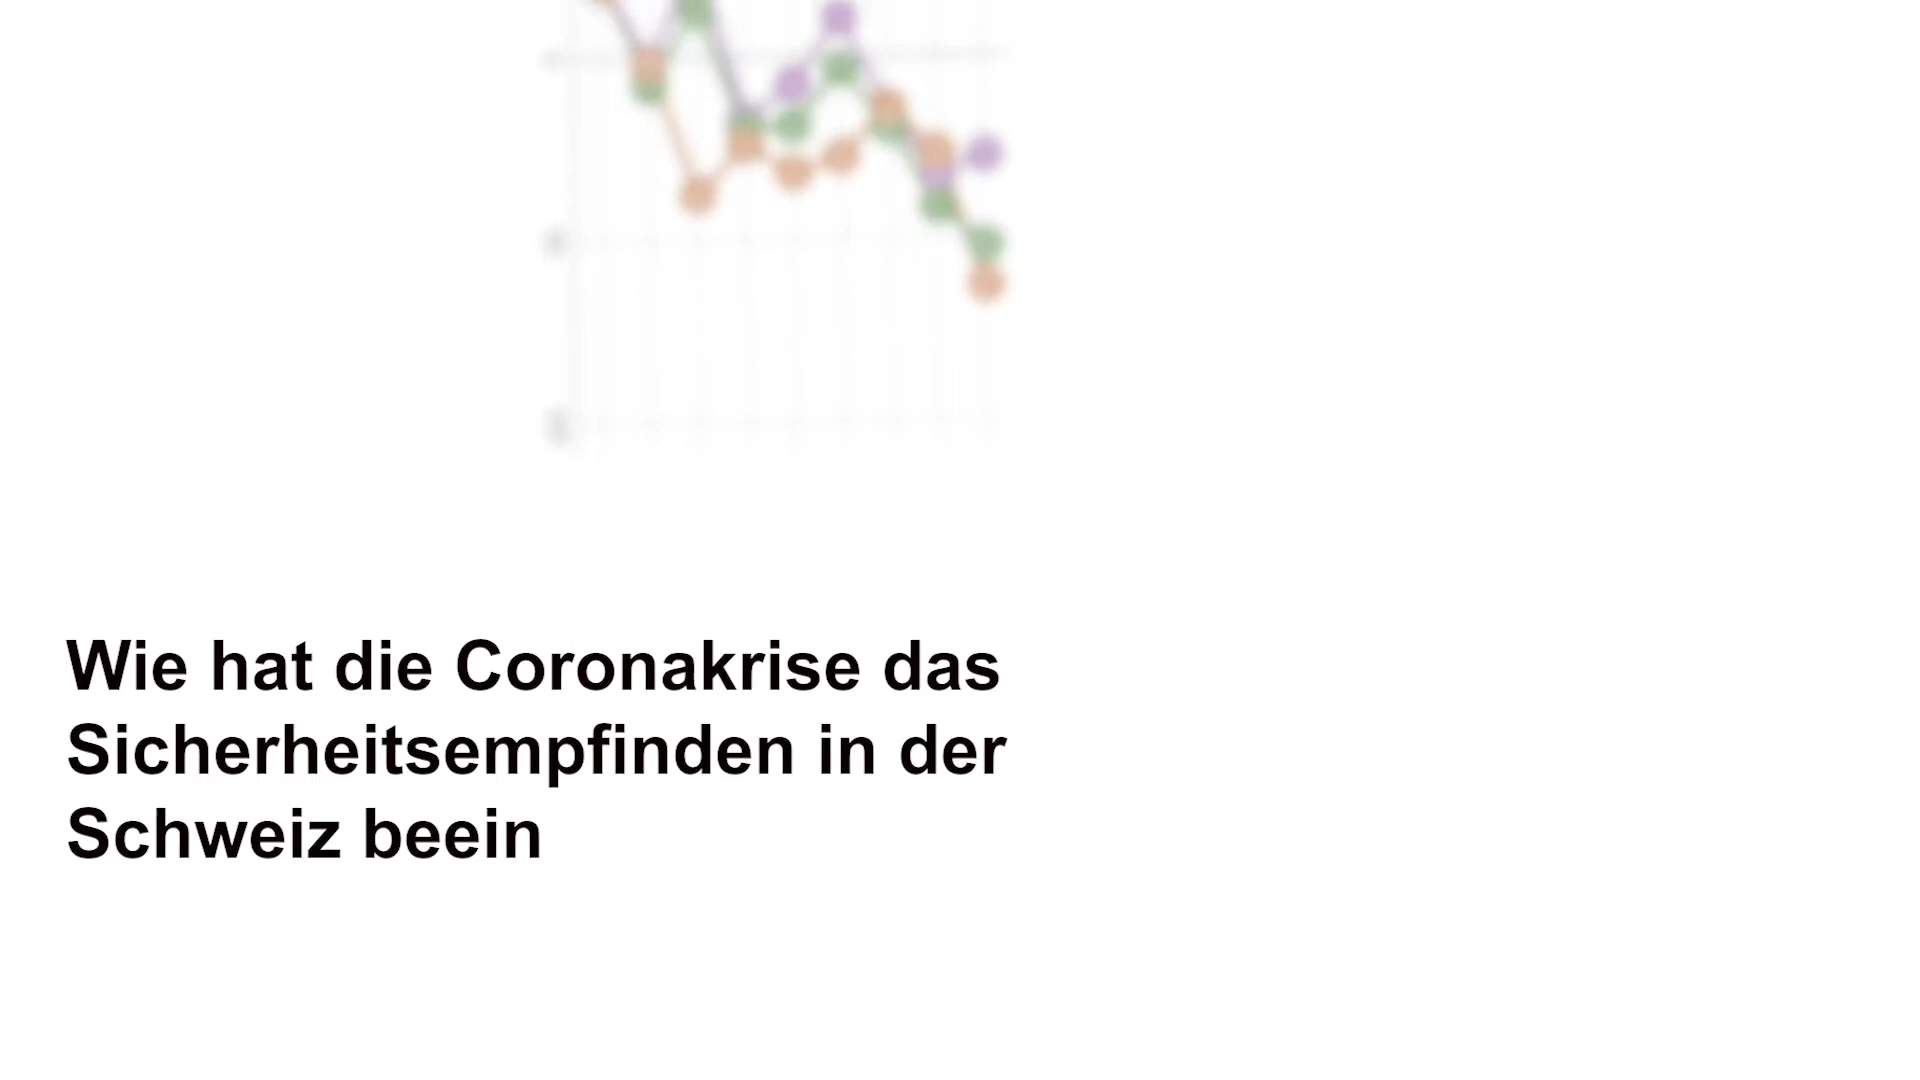 Wie hat die Coronakrise das
Sicherheitsempfinden in der
Schweiz beein